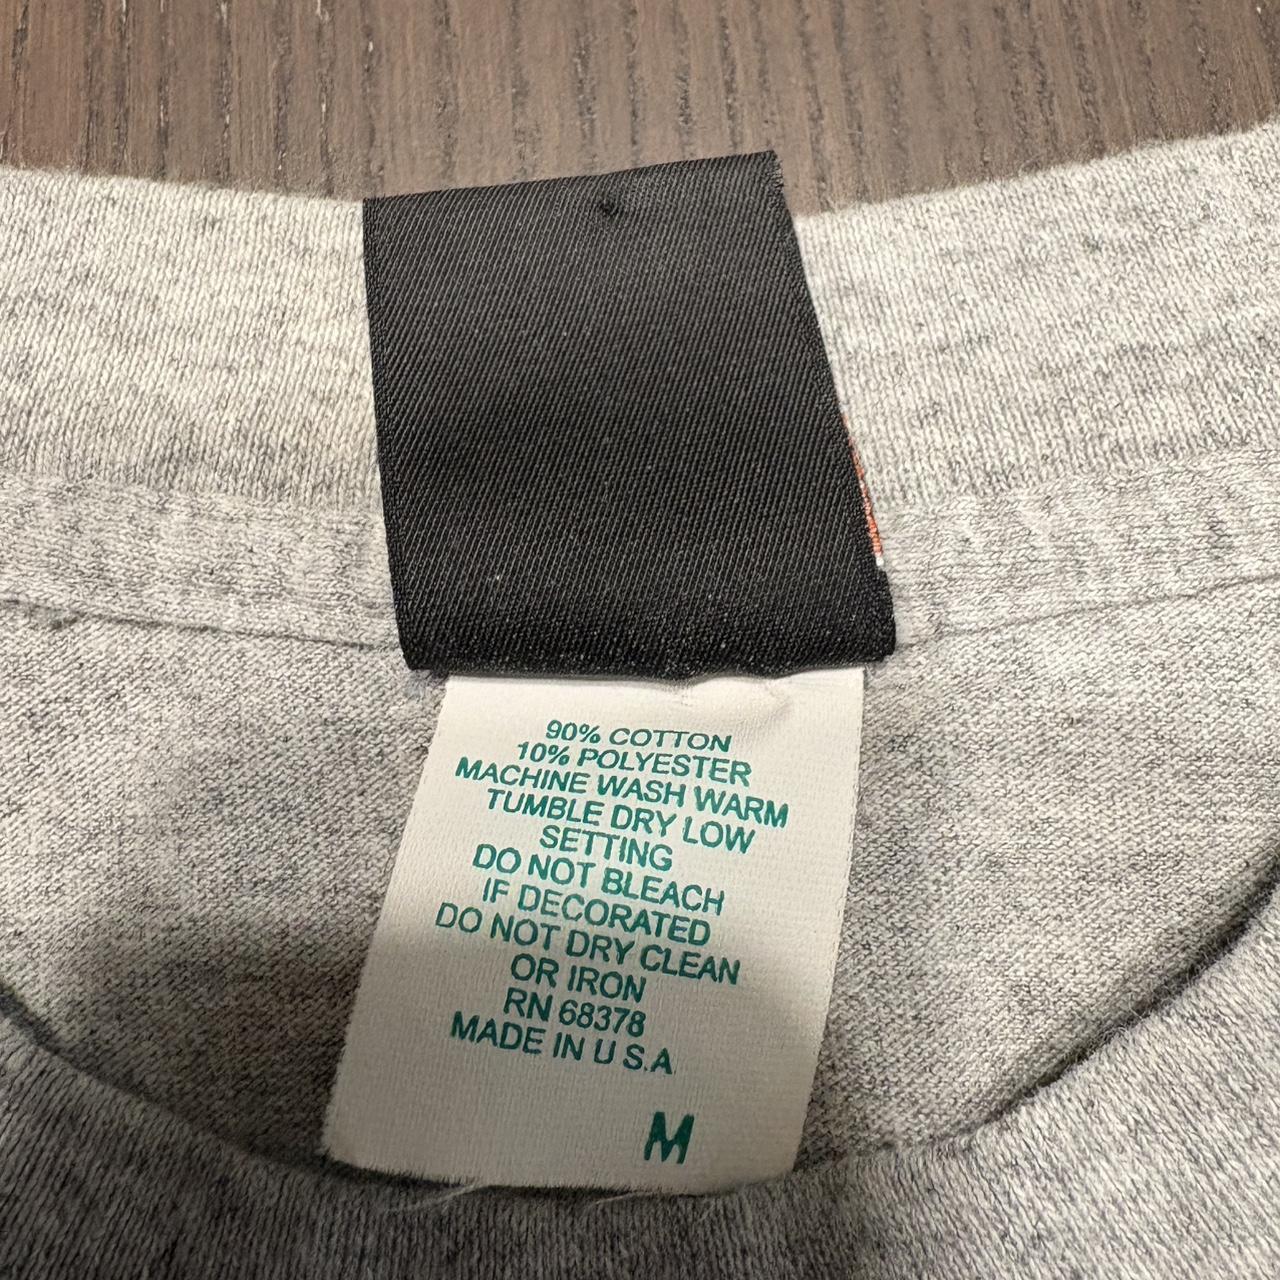 90% COTTON
10% POLYESTER
MACHINE WASH WARM
TUMBLE DRY LOW
SETTING
DO NOT BLEACH
IF DECORATED
DO NOT DRY CLEAN
OR IRON
RN 68378
MADE IN U S.A
M